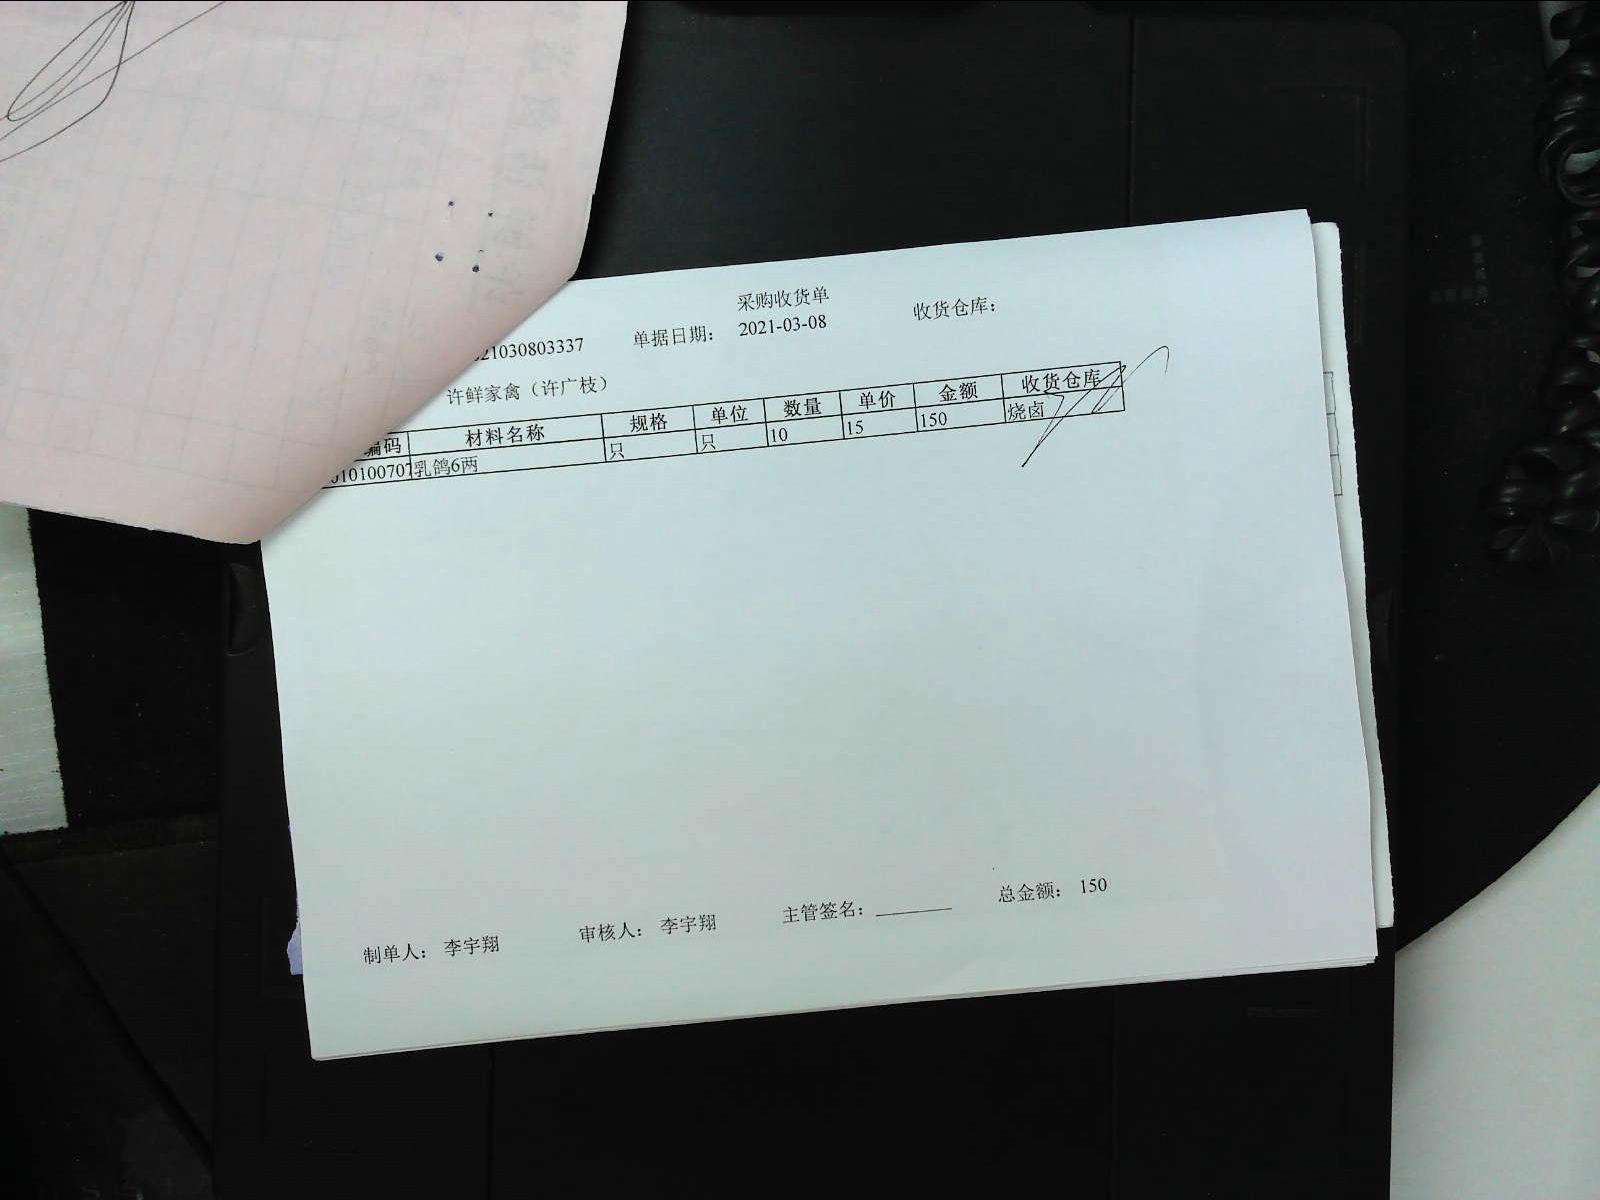 采购收货单
21030803337 单据日期： 2021-03-08 收货仓库：
许鲜家禽（许广枝）
编码 材料名称 规格 单位 数量 单价 金额 收货仓库
010100707 乳鸽6两 只 只 10 15 150 烧卤
制单人： 李宇翔 审核人： 李宇翔 主管签名： 总金额： 150